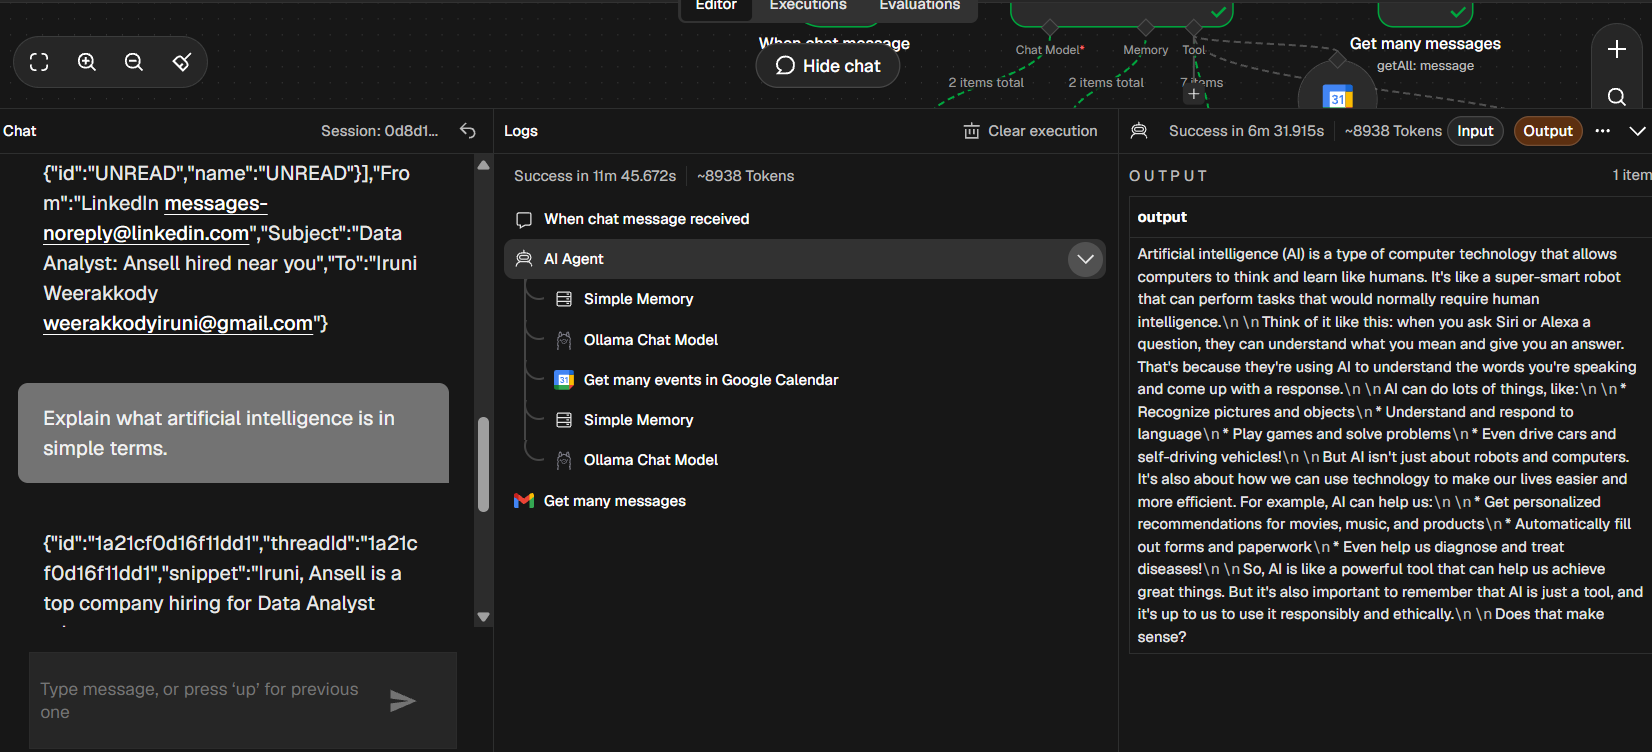 Editor
Executions
Evaluations
When chat message
Hide chat
Chat Model*
Memory
Tool
2 items total
2 items total
7 items
Get many messages
getAll: message
31
Chat
Session: 0d8d1...
{"id":"UNREAD","name":"UNREAD"}],"Fro
m":"LinkedIn messages-
noreply@linkedin.com","Subject":"Data
Analyst: Ansell hired near you","To":"Iruni
Weerakkody
weerakkodyiruni@gmail.com"}
Explain what artificial intelligence is in
simple terms.
{"id":"1a21cf0d16f11dd1","threadId":"1a21c
f0d16f11dd1","snippet":"Iruni, Ansell is a
top company hiring for Data Analyst
Type message, or press ‘up’ for previous
one
Logs
Clear execution
Success in 11m 45.672s
~8938 Tokens
When chat message received
AI Agent
Simple Memory
Ollama Chat Model
31
Get many events in Google Calendar
Simple Memory
Ollama Chat Model
Get many messages
Success in 6m 31.915s
~8938 Tokens
Input
Output
OUTPUT
1 item
output
Artificial intelligence (AI) is a type of computer technology that allows
computers to think and learn like humans. It's like a super-smart robot
that can perform tasks that would normally require human
intelligence.\n \n Think of it like this: when you ask Siri or Alexa a
question, they can understand what you mean and give you an answer.
That's because they're using AI to understand the words you're speaking
and come up with a response.\n \n AI can do lots of things, like:\n \n *
Recognize pictures and objects\n * Understand and respond to
language\n * Play games and solve problems\n * Even drive cars and
self-driving vehicles!\n \n But AI isn't just about robots and computers.
It's also about how we can use technology to make our lives easier and
more efficient. For example, AI can help us:\n \n * Get personalized
recommendations for movies, music, and products\n * Automatically fill
out forms and paperwork\n * Even help us diagnose and treat
diseases!\n \n So, AI is like a powerful tool that can help us achieve
great things. But it's also important to remember that AI is just a tool, and
it's up to us to use it responsibly and ethically.\n \n Does that make
sense?